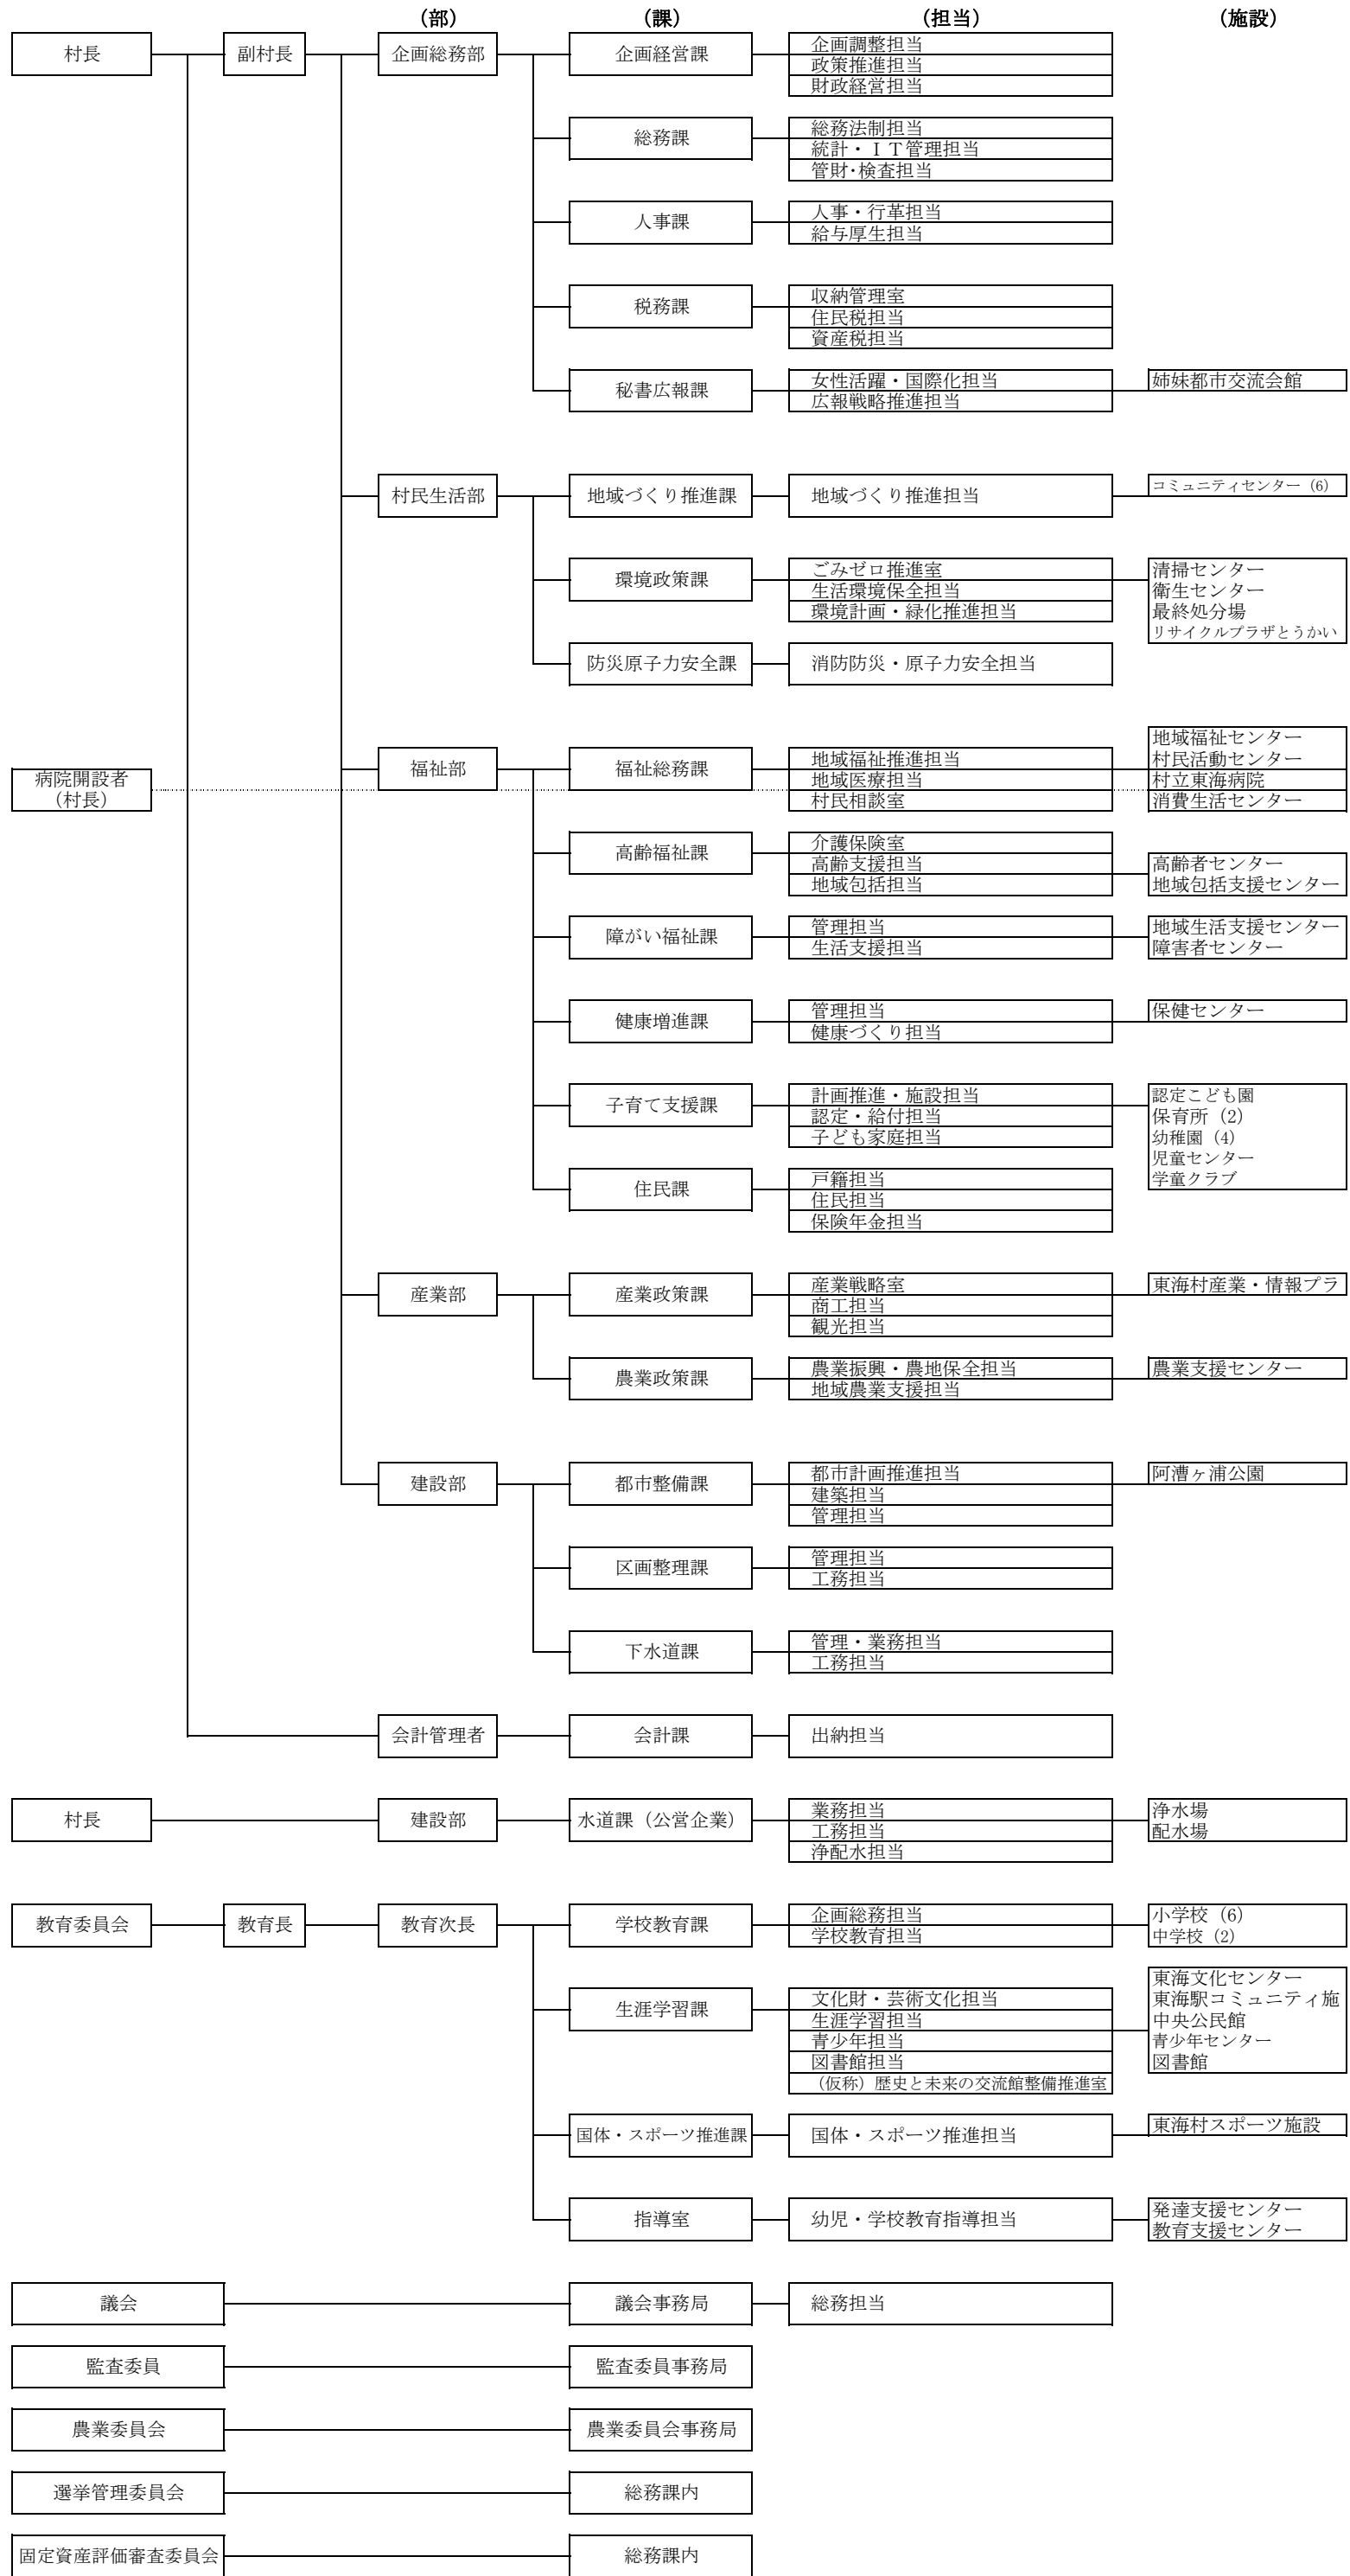 （部）
（課）
（担当）
（施設）
村長
副村長
企画総務部
企画経営課
企画調整担当
政策推進担当
財政経営担当
総務課
総務法制担当
統計・ＩＴ管理担当
管財・検査担当
人事課
人事・行革担当
給与厚生担当
税務課
収納管理室
住民税担当
資産税担当
秘書広報課
女性活躍・国際化担当
広報戦略推進担当
姉妹都市交流会館
村民生活部
地域づくり推進課
地域づくり推進担当
コミュニティセンター（6）
環境政策課
ごみゼロ推進室
生活環境保全担当
環境計画・緑化推進担当
清掃センター
衛生センター
最終処分場
リサイクルプラザとうかい
防災原子力安全課
消防防災・原子力安全担当
病院開設者
（村長）
福祉部
福祉総務課
地域福祉推進担当
地域医療担当
村民相談室
地域福祉センター
村民活動センター
村立東海病院
消費生活センター
高齢福祉課
介護保険室
高齢支援担当
地域包括担当
高齢者センター
地域包括支援センター
障がい福祉課
管理担当
生活支援担当
地域生活支援センター
障害者センター
健康増進課
管理担当
健康づくり担当
保健センター
子育て支援課
計画推進・施設担当
認定・給付担当
子ども家庭担当
認定こども園
保育所（2）
幼稚園（4）
児童センター
学童クラブ
住民課
戸籍担当
住民担当
保険年金担当
産業部
産業政策課
産業戦略室
商工担当
観光担当
東海村産業・情報プラ
農業政策課
農業振興・農地保全担当
地域農業支援担当
農業支援センター
建設部
都市整備課
都市計画推進担当
建築担当
管理担当
阿漕ヶ浦公園
区画整理課
管理担当
工務担当
下水道課
管理・業務担当
工務担当
会計管理者
会計課
出納担当
村長
建設部
水道課（公営企業）
業務担当
工務担当
浄配水担当
浄水場
配水場
教育委員会
教育長
教育次長
学校教育課
企画総務担当
学校教育担当
小学校（6）
中学校（2）
生涯学習課
文化財・芸術文化担当
生涯学習担当
青少年担当
図書館担当
（仮称）歴史と未来の交流館整備推進室
東海文化センター
東海駅コミュニティ施
中央公民館
青少年センター
図書館
国体・スポーツ推進課
国体・スポーツ推進担当
東海村スポーツ施設
指導室
幼児・学校教育指導担当
発達支援センター
教育支援センター
議会
議会事務局
総務担当
監査委員
監査委員事務局
農業委員会
農業委員会事務局
選挙管理委員会
総務課内
固定資産評価審査委員会
総務課内